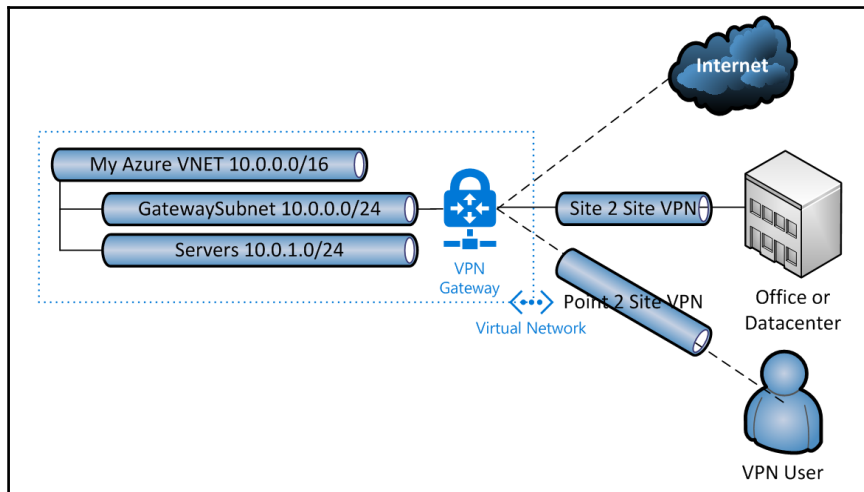 Internet
My Azure VNET 10.0.0.0/16
GatewaySubnet 10.0.0.0/24
Servers 10.0.1.0/24
VPN
Gateway
Site 2 Site VPN
Point 2 Site VPN
Virtual Network
Office or
Datacenter
VPN User